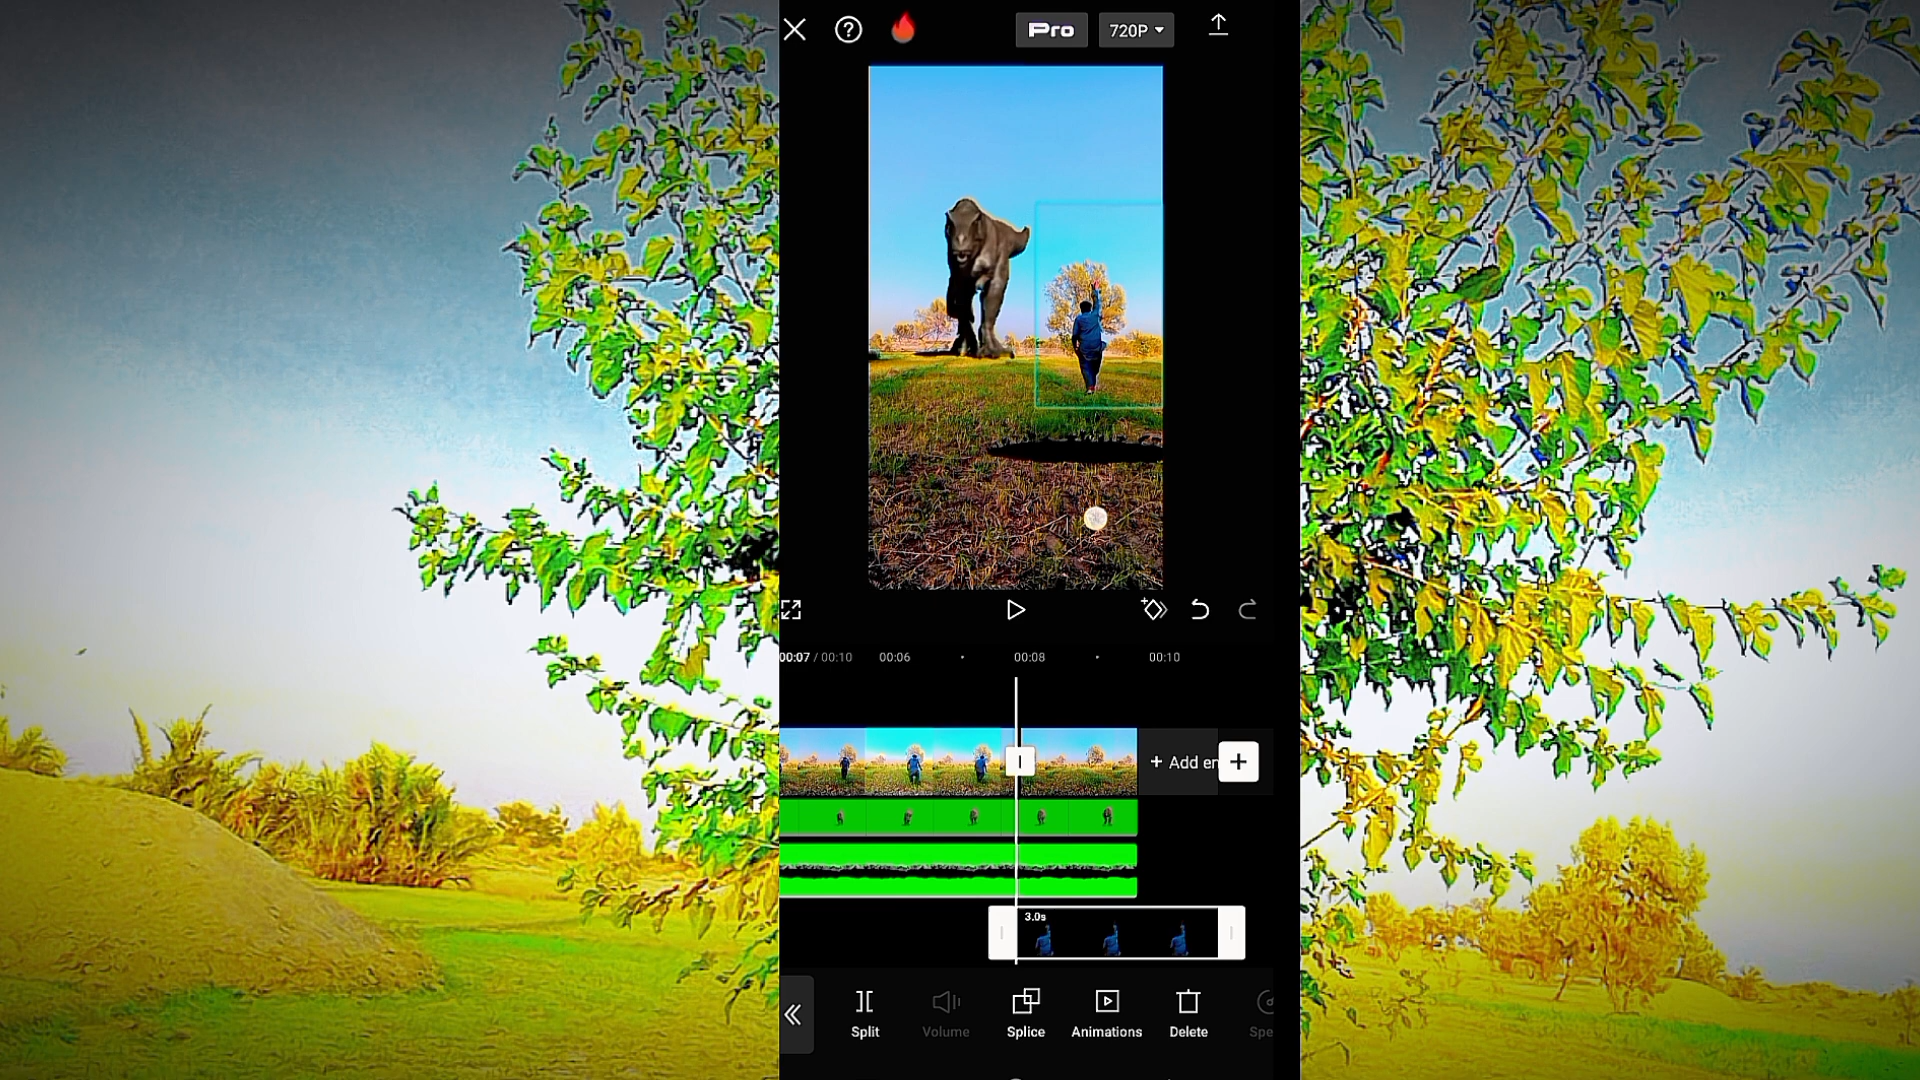 Pro
720P
00:07 / 00:10
00:06
00:08
00:10
+ Add en
3.0s
Split
Volume
Splice
Animations
Delete
Spe